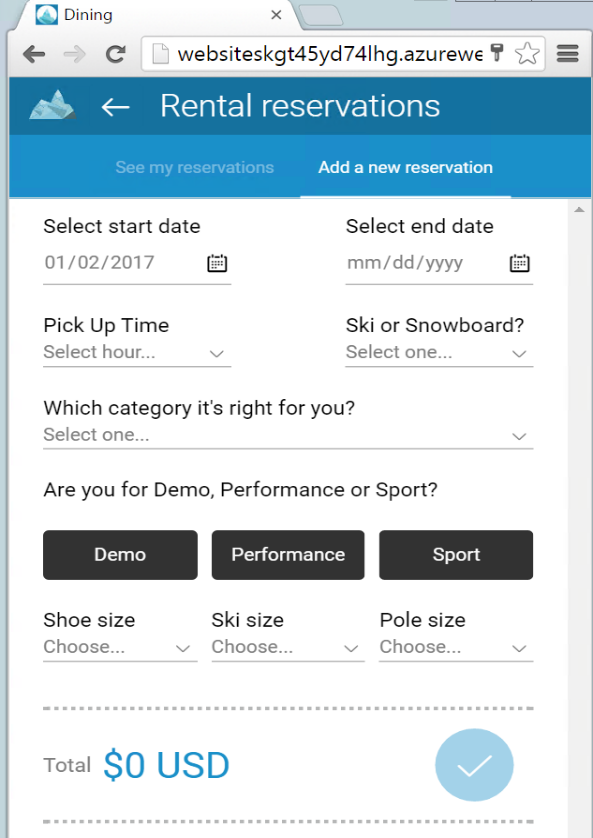 Dining
websiteskgt45yd74lhg.azurewe
Rental reservations
See my reservations Add a new reservation
Select start date Select end date
01/02/2017 mm/dd/yyyy
Pick Up Time Ski or Snowboard?
Select hour... Select one...
Which category it's right for you?
Select one...
Are you for Demo, Performance or Sport?
Demo Performance Sport
Shoe size Ski size Pole size
Choose... Choose... Choose...
Total $0 USD